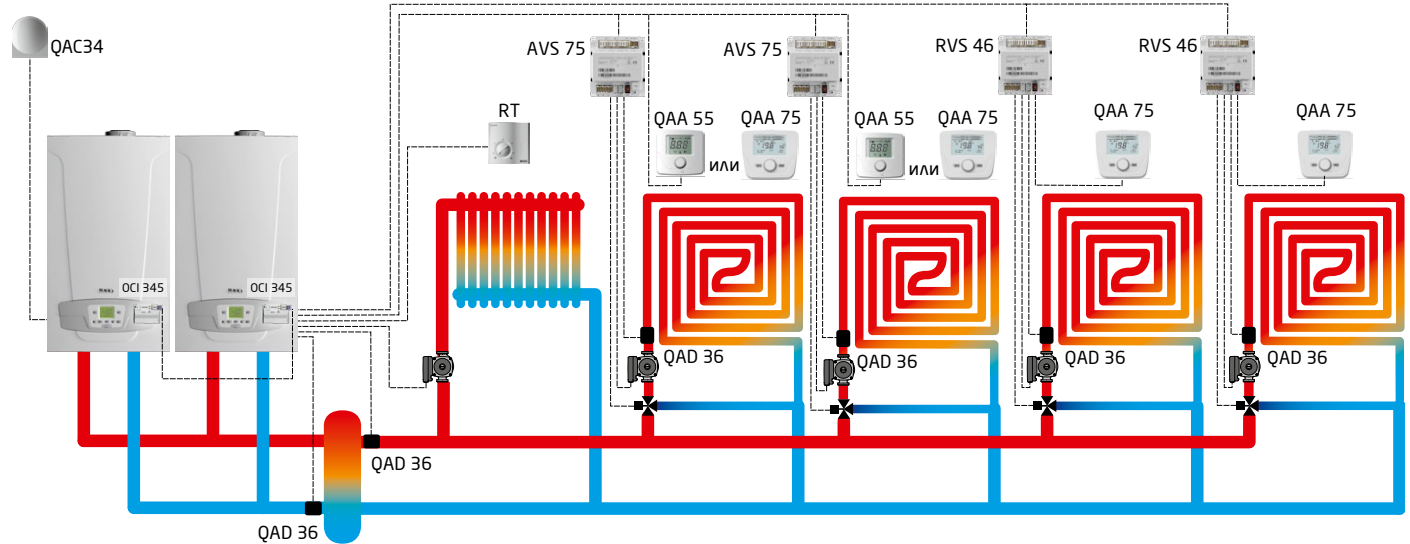 QAC34
AVS 75
AVS 75
RVS 46
RVS 46
RT
QAA 55
или
QAA 75
QAA 55
или
QAA 75
QAA 75
QAA 75
OCI 345
OCI 345
QAD 36
QAD 36
QAD 36
QAD 36
QAD 36
QAD 36